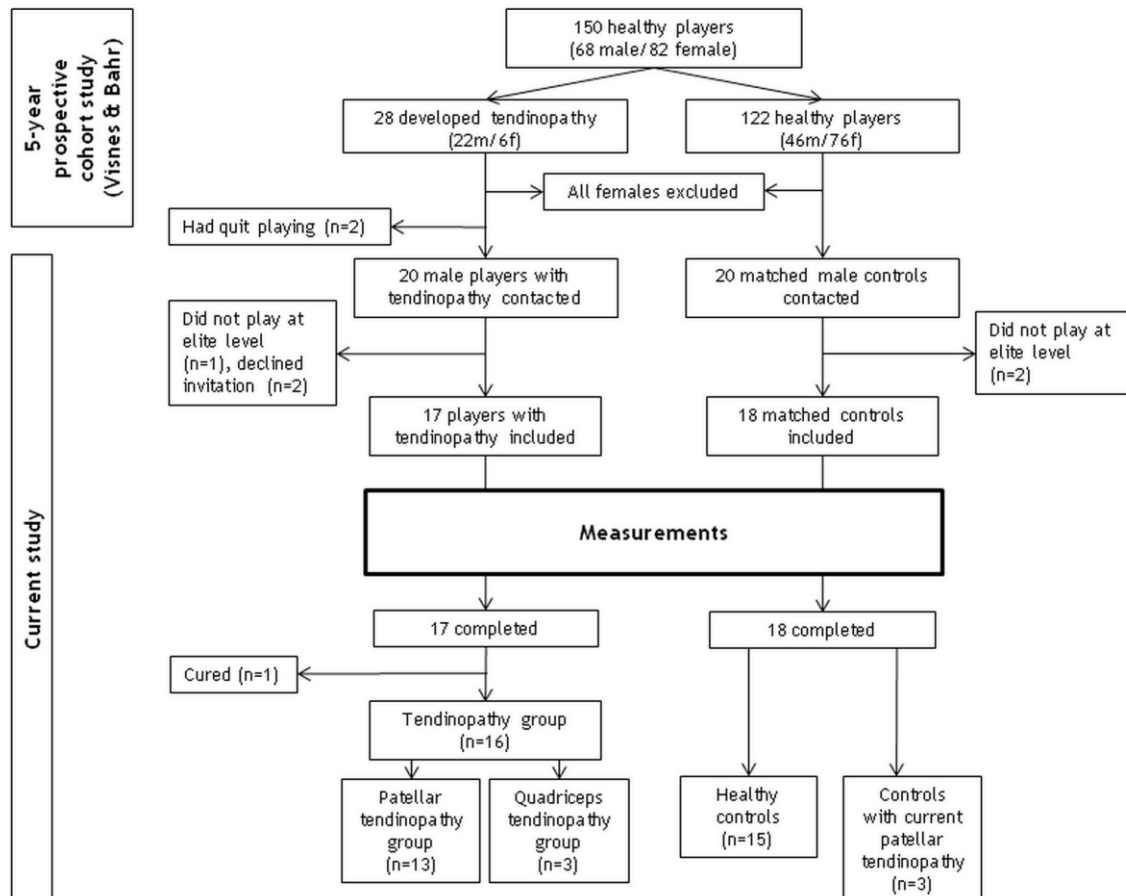 5-year
prospective
cohort study
(Visnes & Bahr)
150 healthy players
(68 male/82 female)
28 developed tendinopathy
(22m/6f)
122 healthy players
(46m/76f)
All females excluded
Had quit playing (n=2)
Current study
20 male players with
tendinopathy contacted
20 matched male controls
contacted
Did not play at
elite level
(n=1), declined
invitation (n=2)
Did not play at
elite level
(n=2)
17 players with
tendinopathy included
18 matched controls
included
Measurements
17 completed
18 completed
Cured (n=1)
Tendinopathy group
(n=16)
Patellar
tendinopathy
group
(n=13)
Quadriceps
tendinopathy
group
(n=3)
Healthy
controls
(n=15)
Controls
with current
patellar
tendinopathy
(n=3)